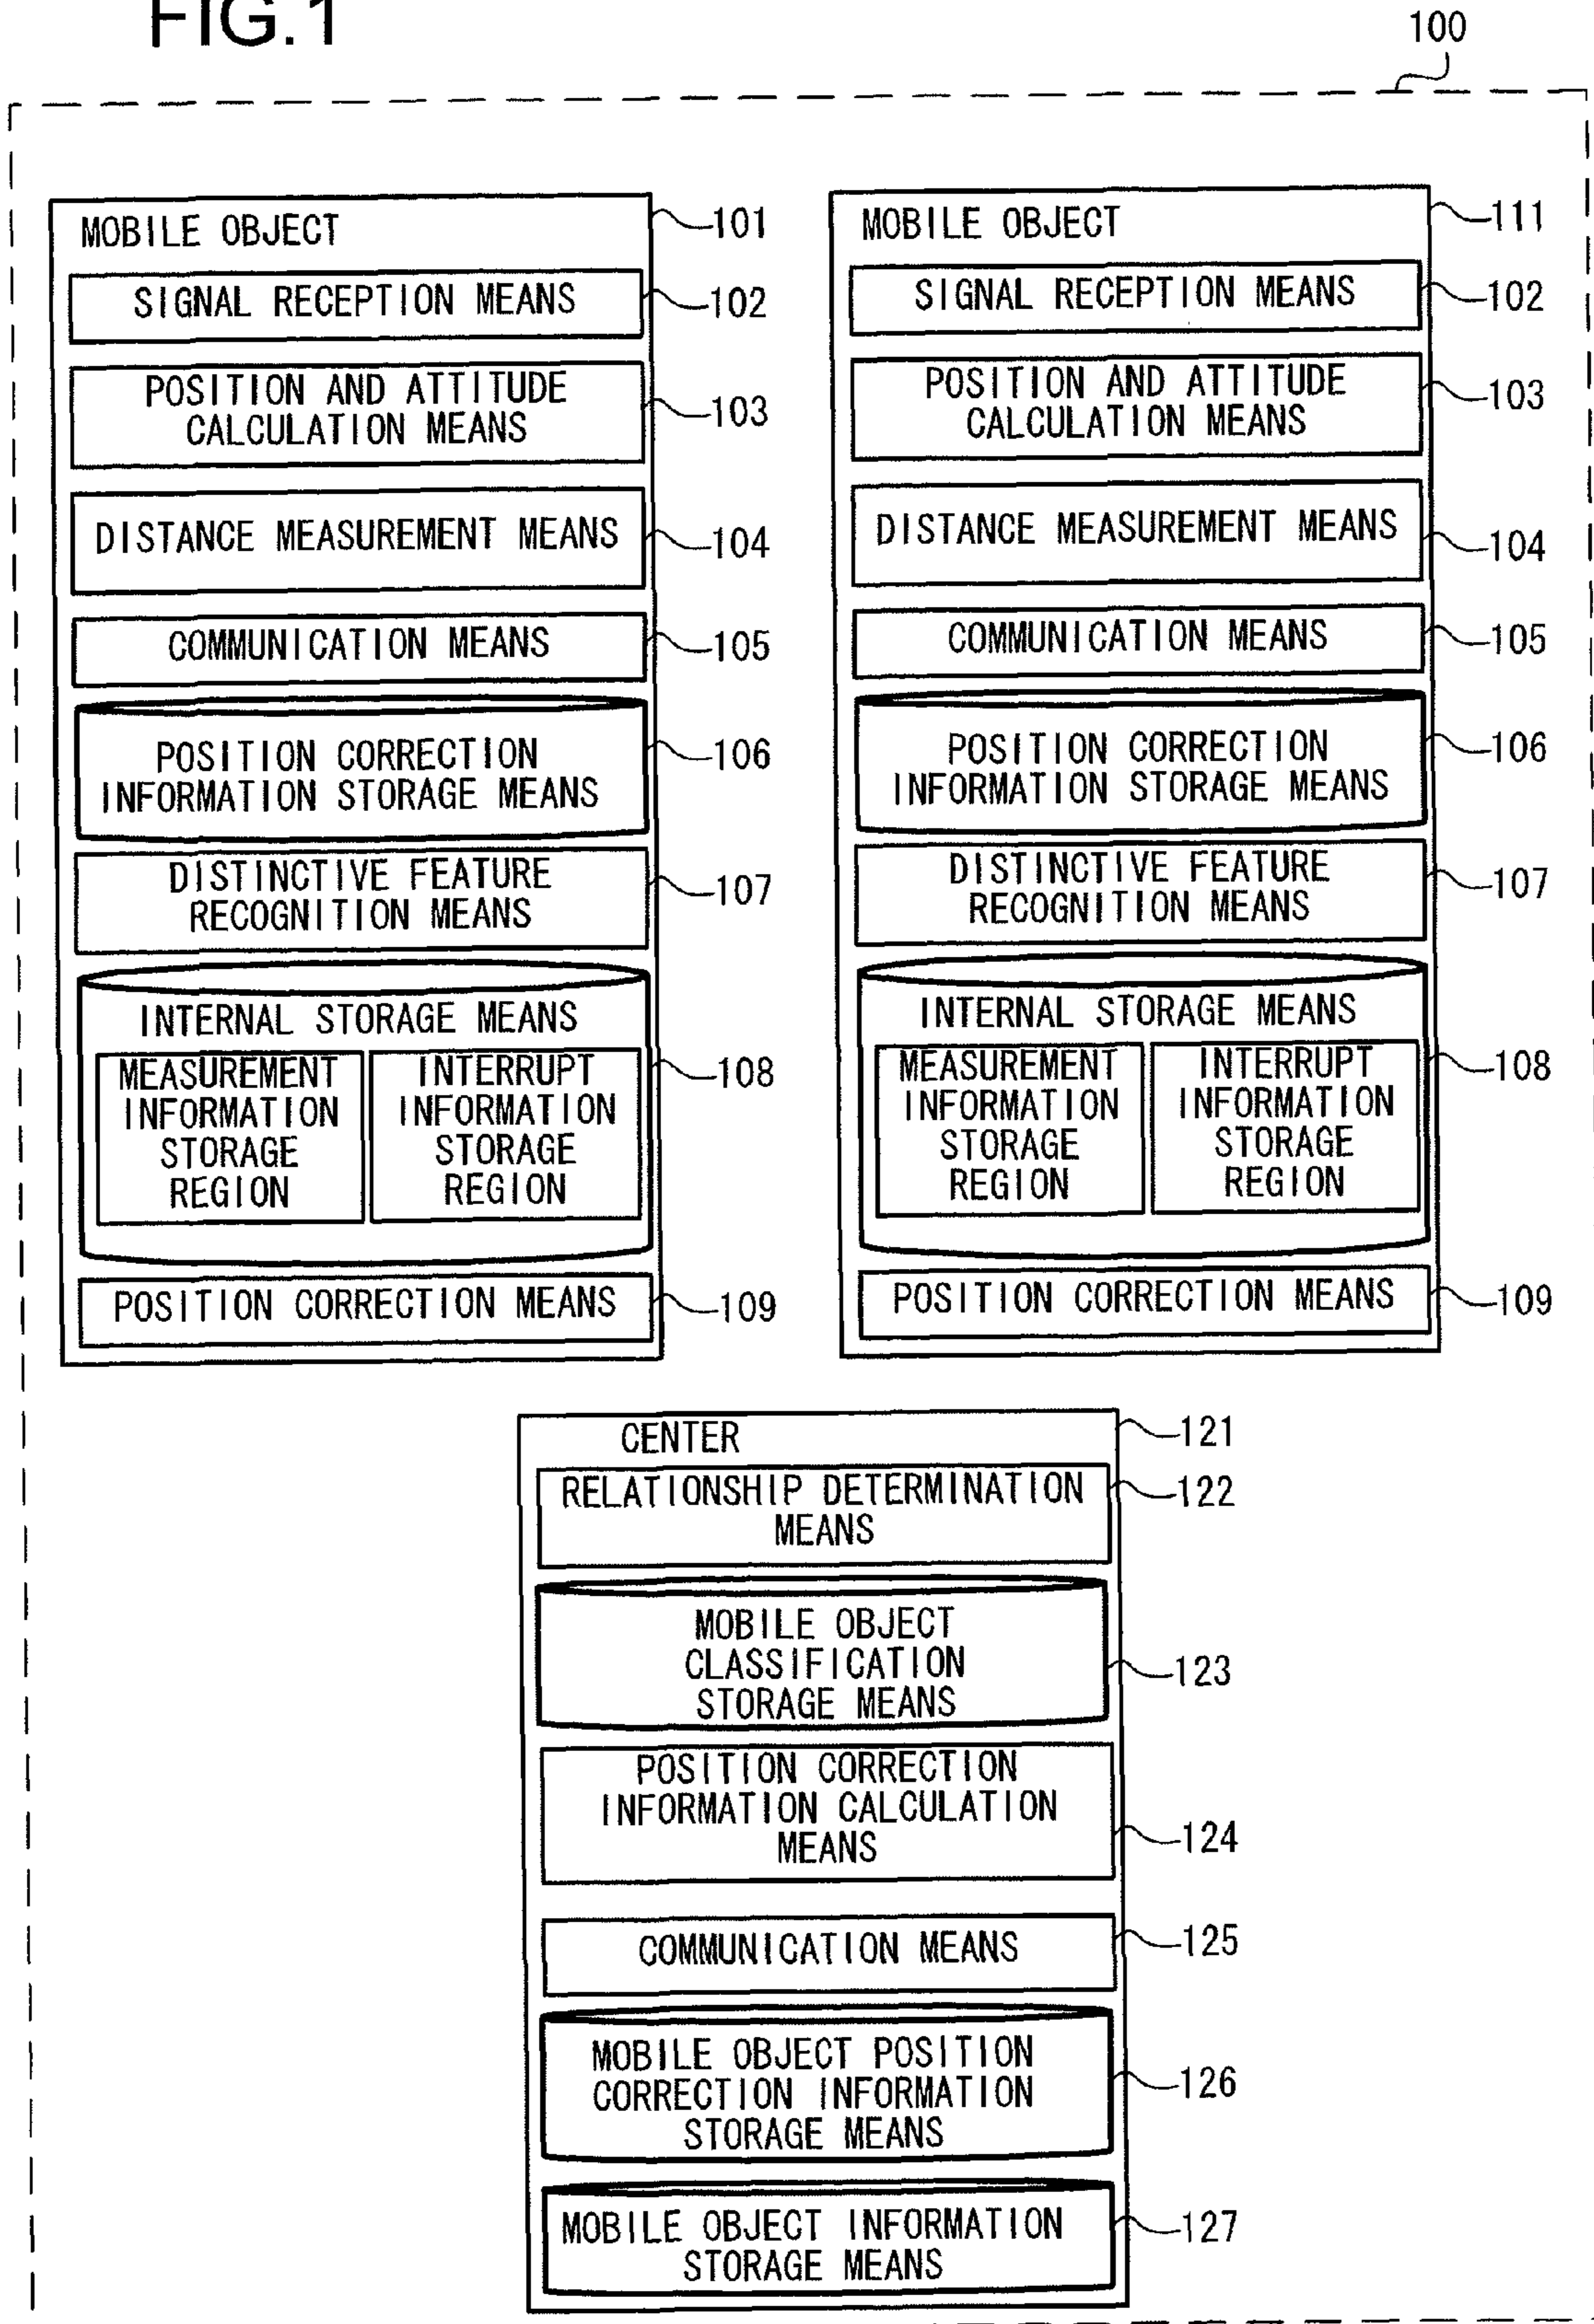 FIG.1
100
MOBILE OBJECT
101
SIGNAL RECEPTION MEANS
102
POSITION AND ATTITUDE
CALCULATION MEANS
103
DISTANCE MEASUREMENT MEANS
104
COMMUNICATION MEANS
105
POSITION CORRECTION
INFORMATION STORAGE MEANS
106
DISTINCTIVE FEATURE
RECOGNITION MEANS
107
INTERNAL STORAGE MEANS
108
MEASUREMENT
INFORMATION
STORAGE
REGION
INTERRUPT
INFORMATION
STORAGE
REGION
POSITION CORRECTION MEANS
109
MOBILE OBJECT
111
SIGNAL RECEPTION MEANS
102
POSITION AND ATTITUDE
CALCULATION MEANS
103
DISTANCE MEASUREMENT MEANS
104
COMMUNICATION MEANS
105
POSITION CORRECTION
INFORMATION STORAGE MEANS
106
DISTINCTIVE FEATURE
RECOGNITION MEANS
107
INTERNAL STORAGE MEANS
108
MEASUREMENT
INFORMATION
STORAGE
REGION
INTERRUPT
INFORMATION
STORAGE
REGION
POSITION CORRECTION MEANS
109
CENTER
121
RELATIONSHIP DETERMINATION
MEANS
122
MOBILE OBJECT
CLASSIFICATION
STORAGE MEANS
123
POSITION CORRECTION
INFORMATION CALCULATION
MEANS
124
COMMUNICATION MEANS
125
MOBILE OBJECT POSITION
CORRECTION INFORMATION
STORAGE MEANS
126
MOBILE OBJECT INFORMATION
STORAGE MEANS
127